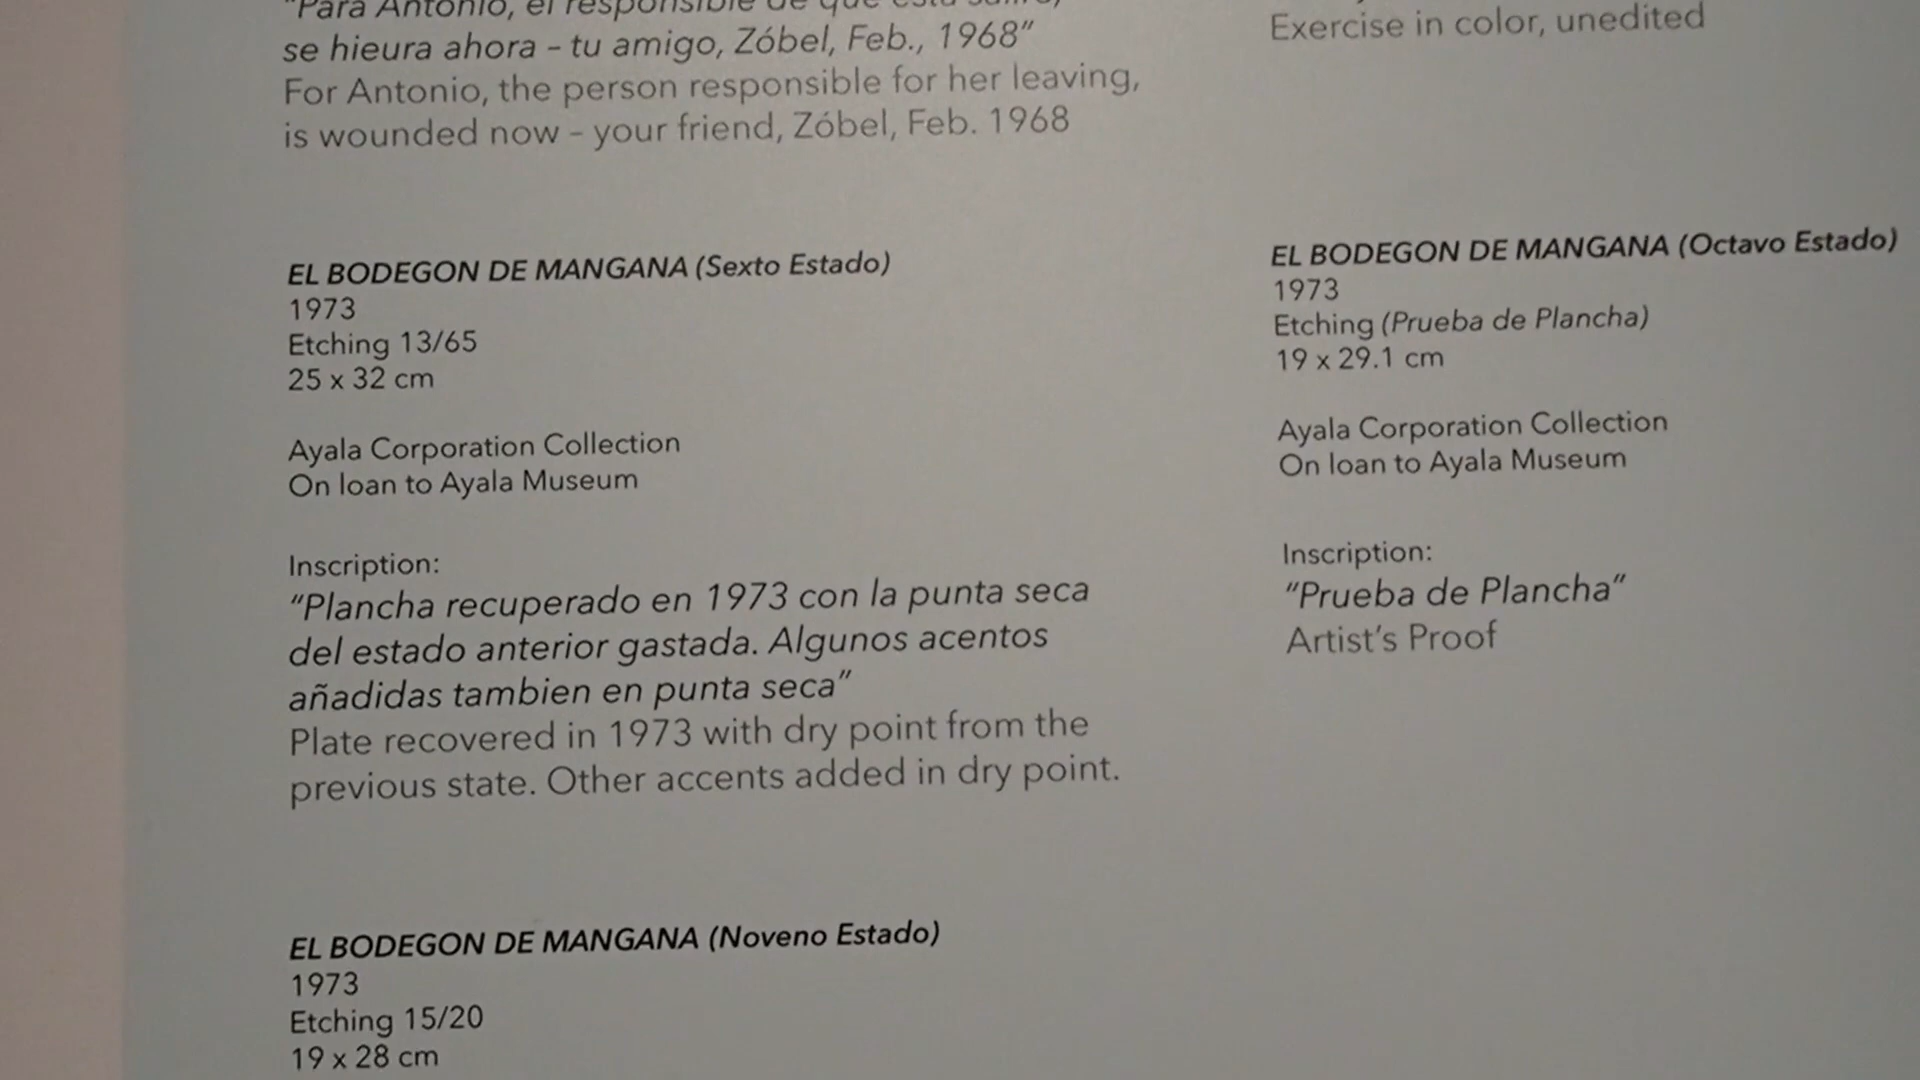 "Para Antonio, el responsible de que
se hieura ahora – tu amigo, Zóbel, Feb., 1968"
For Antonio, the person responsible for her leaving,
is wounded now – your friend, Zóbel, Feb. 1968
EL BODEGON DE MANGANA (Sexto Estado)
1973
Etching 13/65
25 x 32 cm
Ayala Corporation Collection
On loan to Ayala Museum
Inscription:
"Plancha recuperado en 1973 con la punta seca
del estado anterior gastada. Algunos acentos
añadidas tambien en punta seca"
Plate recovered in 1973 with dry point from the
previous state. Other accents added in dry point.
EL BODEGON DE MANGANA (Noveno Estado)
1973
Etching 15/20
19 x 28 cm
Exercise in color, unedited
EL BODEGON DE MANGANA (Octavo Estado)
1973
Etching (Prueba de Plancha)
19 x 29.1 cm
Ayala Corporation Collection
On loan to Ayala Museum
Inscription:
"Prueba de Plancha"
Artist's Proof